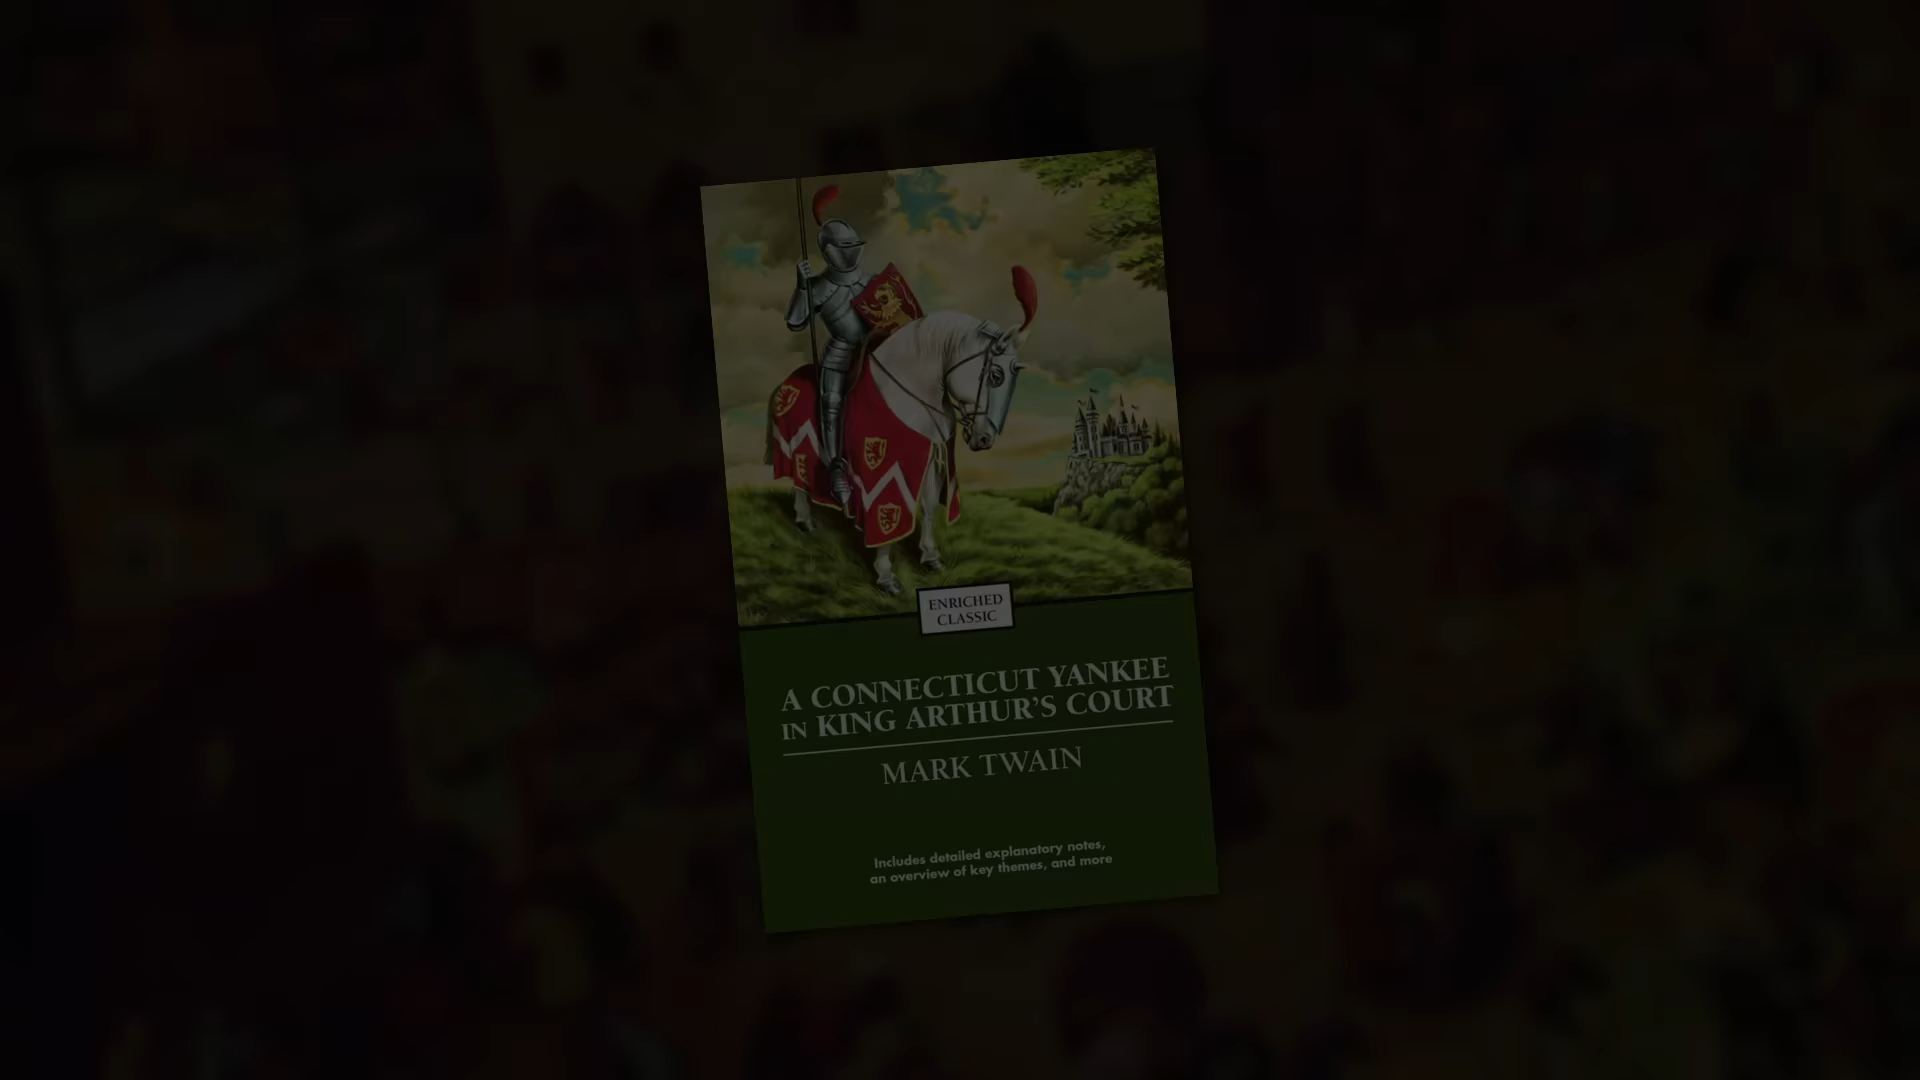 ENRICHED
CLASSIC
A CONNECTICUT YANKEE
IN KING ARTHUR'S COURT
MARK TWAIN
Includes detailed explanatory notes,
an overview of key themes, and more